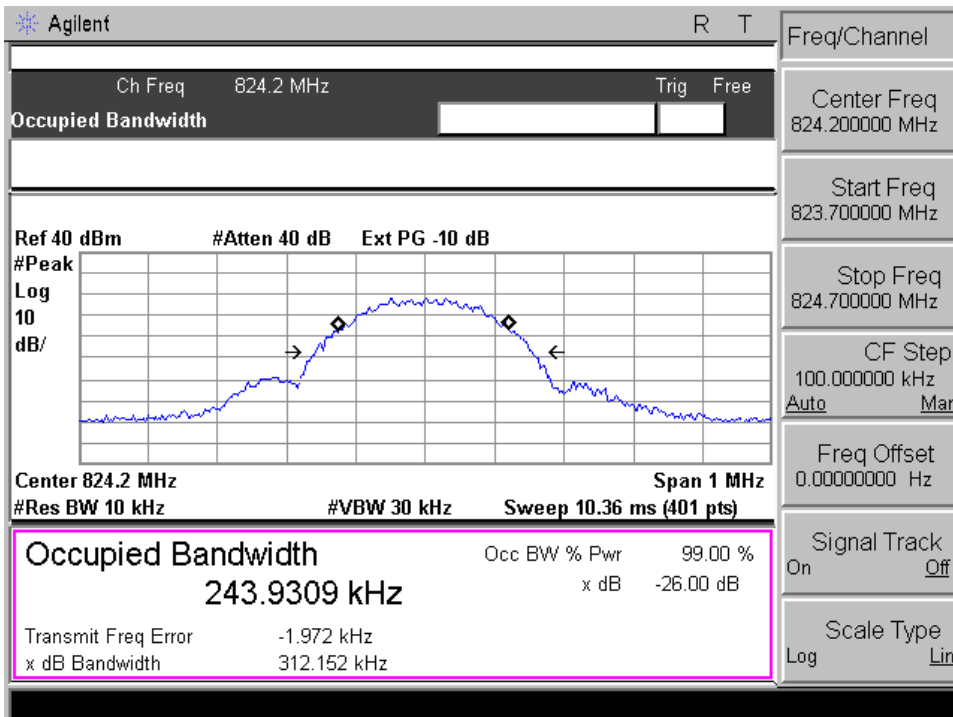 Agilent R T
Ch Freq 824.2 MHz Trig Free
Occupied Bandwidth
Ref 40 dBm #Atten 40 dB Ext PG -10 dB
#Peak
Log
10
dB/
Center 824.2 MHz Span 1 MHz
#Res BW 10 kHz #VBW 30 kHz Sweep 10.36 ms (401 pts)
Occupied Bandwidth Occ BW % Pwr 99.00 %
243.9309 kHz x dB -26.00 dB
Transmit Freq Error -1.972 kHz
x dB Bandwidth 312.152 kHz
Freq/Channel
Center Freq
824.200000 MHz
Start Freq
823.700000 MHz
Stop Freq
824.700000 MHz
CF Step
100.000000 kHz
Auto Mar
Freq Offset
0.00000000 Hz
Signal Track
On Off
Scale Type
Log Lin